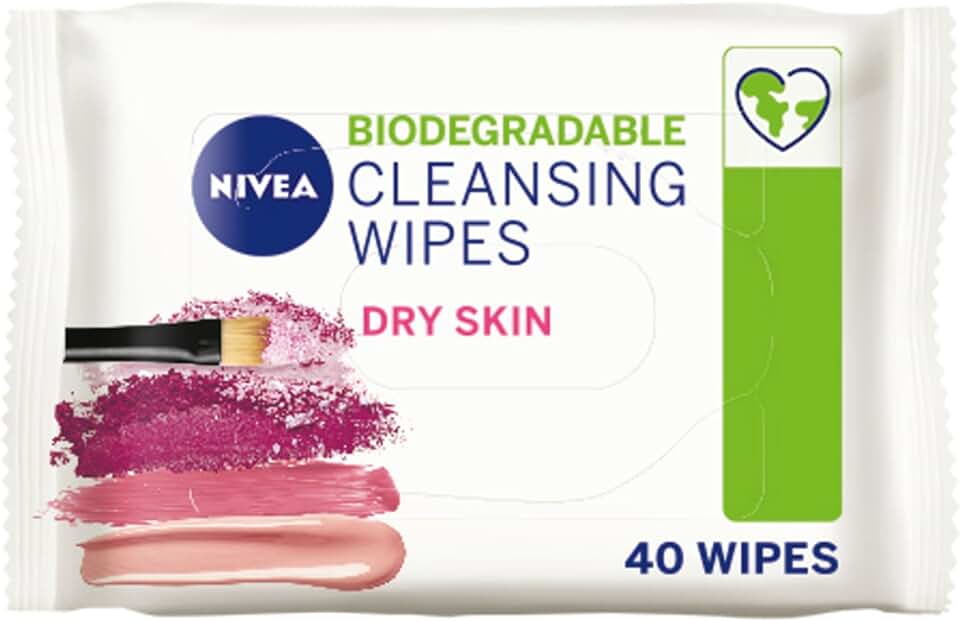 NIVEA
BIODEGRADABLE
CLEANSING
WIPES
DRY SKIN
40 WIPES